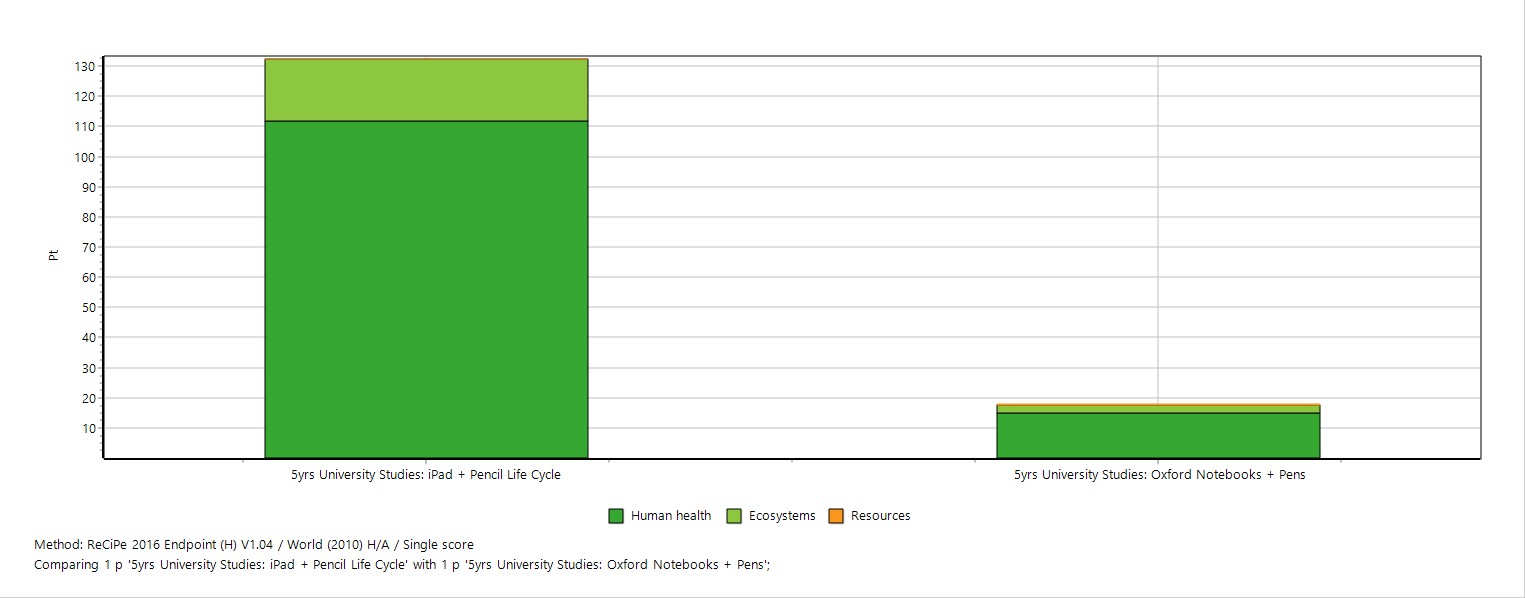 130
120
110
100
90
80
70
60
50
40
30
20
10
Pt
5yrs University Studies: iPad + Pencil Life Cycle
5yrs University Studies: Oxford Notebooks + Pens
Human health Ecosystems Resources
Method: ReCiPe 2016 Endpoint (H) V1.04 / World (2010) H/A / Single score
Comparing 1 p '5yrs University Studies: iPad + Pencil Life Cycle' with 1 p '5yrs University Studies: Oxford Notebooks + Pens';